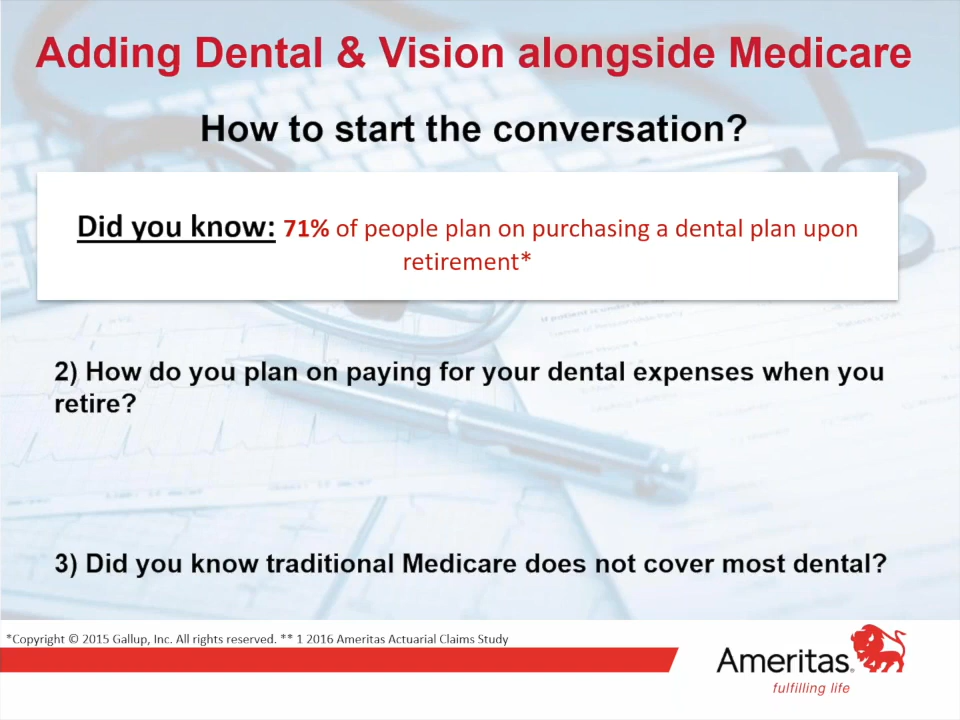 Adding Dental & Vision alongside Medicare
How to start the conversation?
Did you know: 71% of people plan on purchasing a dental plan upon
retirement*
2) How do you plan on paying for your dental expenses when you
retire?
3) Did you know traditional Medicare does not cover most dental?
*Copyright © 2015 Gallup, Inc. All rights reserved. ** 1 2016 Ameritas Actuarial Claims Study
Ameritas®
fulfilling life